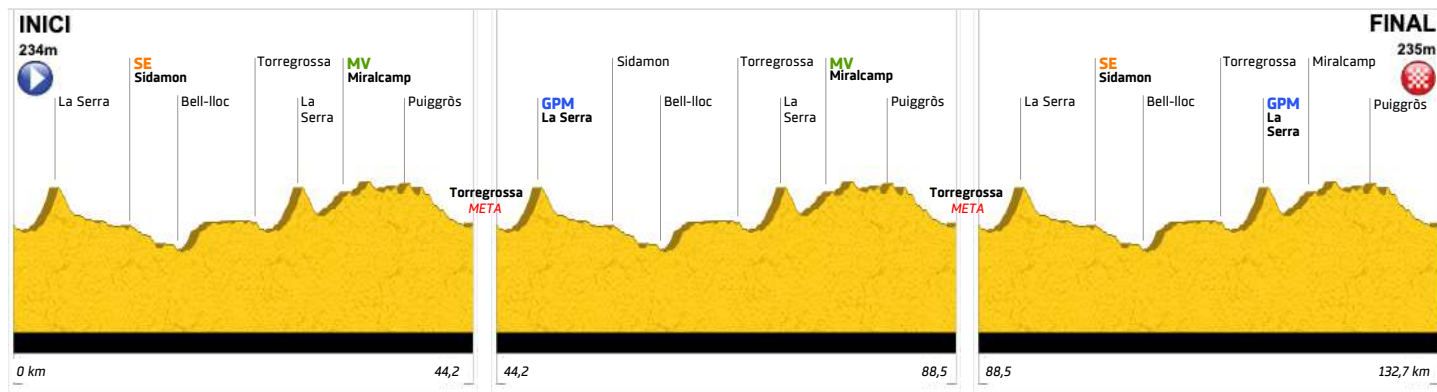 INICI
234m
SE
Sidamon
Torregrossa
MV
Miralcamp
La Serra
Bell-lloc
La
Serra
Puiggròs
Torregrossa
META
0 km
44,2
Sidamon
Torregrossa
MV
Miralcamp
GPM
La Serra
Bell-lloc
La
Serra
Puiggròs
Torregrossa
META
44,2
88,5
FINAL
235m
SE
Sidamon
Torregrossa
Miralcamp
La Serra
Bell-lloc
GPM
La
Serra
Puiggròs
88,5
132,7 km